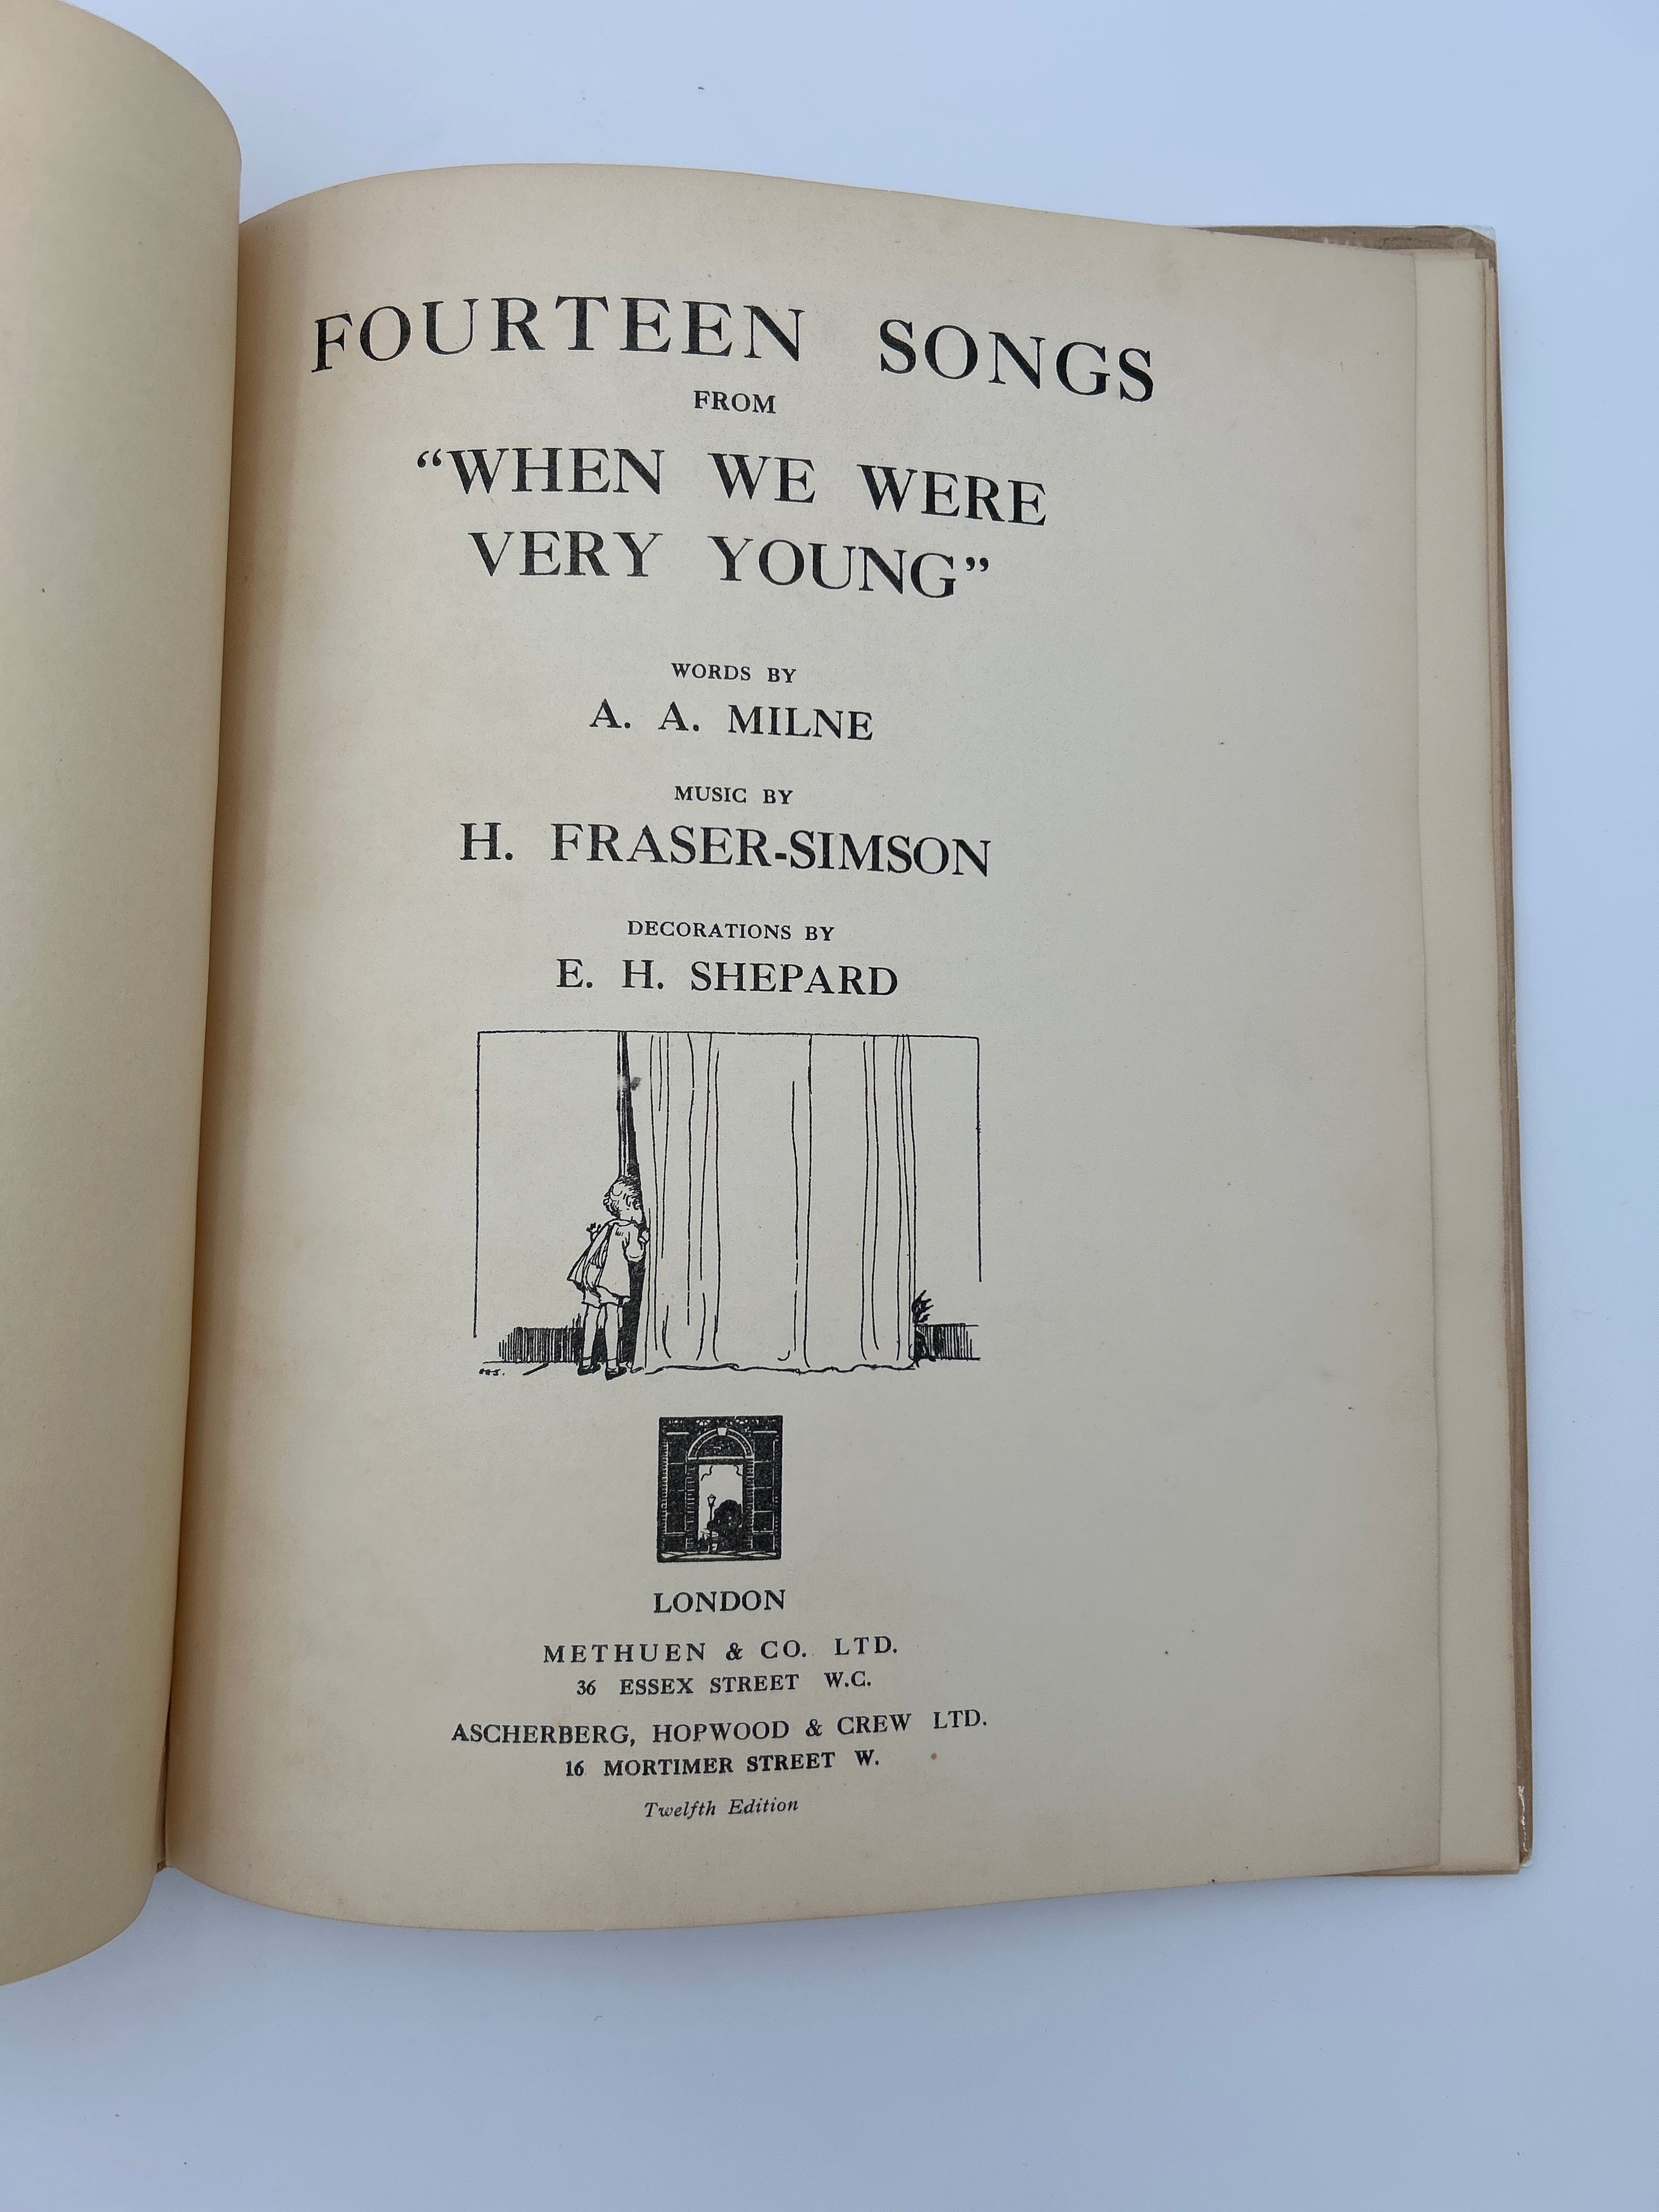 FOURTEEN SONGS
FROM
“WHEN WE WERE
VERY YOUNG”
WORDS BY
A. A. MILNE
MUSIC BY
H. FRASER-SIMSON
DECORATIONS BY
E. H. SHEPARD
LONDON
METHUEN & CO. LTD.
36 ESSEX STREET W.C.
ASCHERBERG, HOPWOOD & CREW LTD.
16 MORTIMER STREET W.
Twelfth Edition